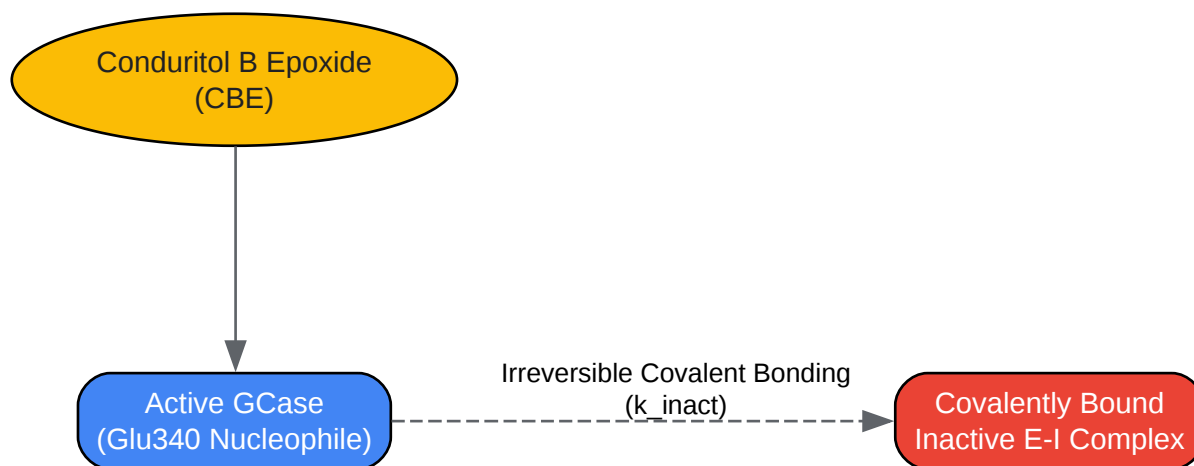 Conduritol B Epoxide
(CBE)
Irreversible Covalent Bonding
(k_inact)
Active GCase
(Glu340 Nucleophile)
Covalently Bound
Inactive E-I Complex